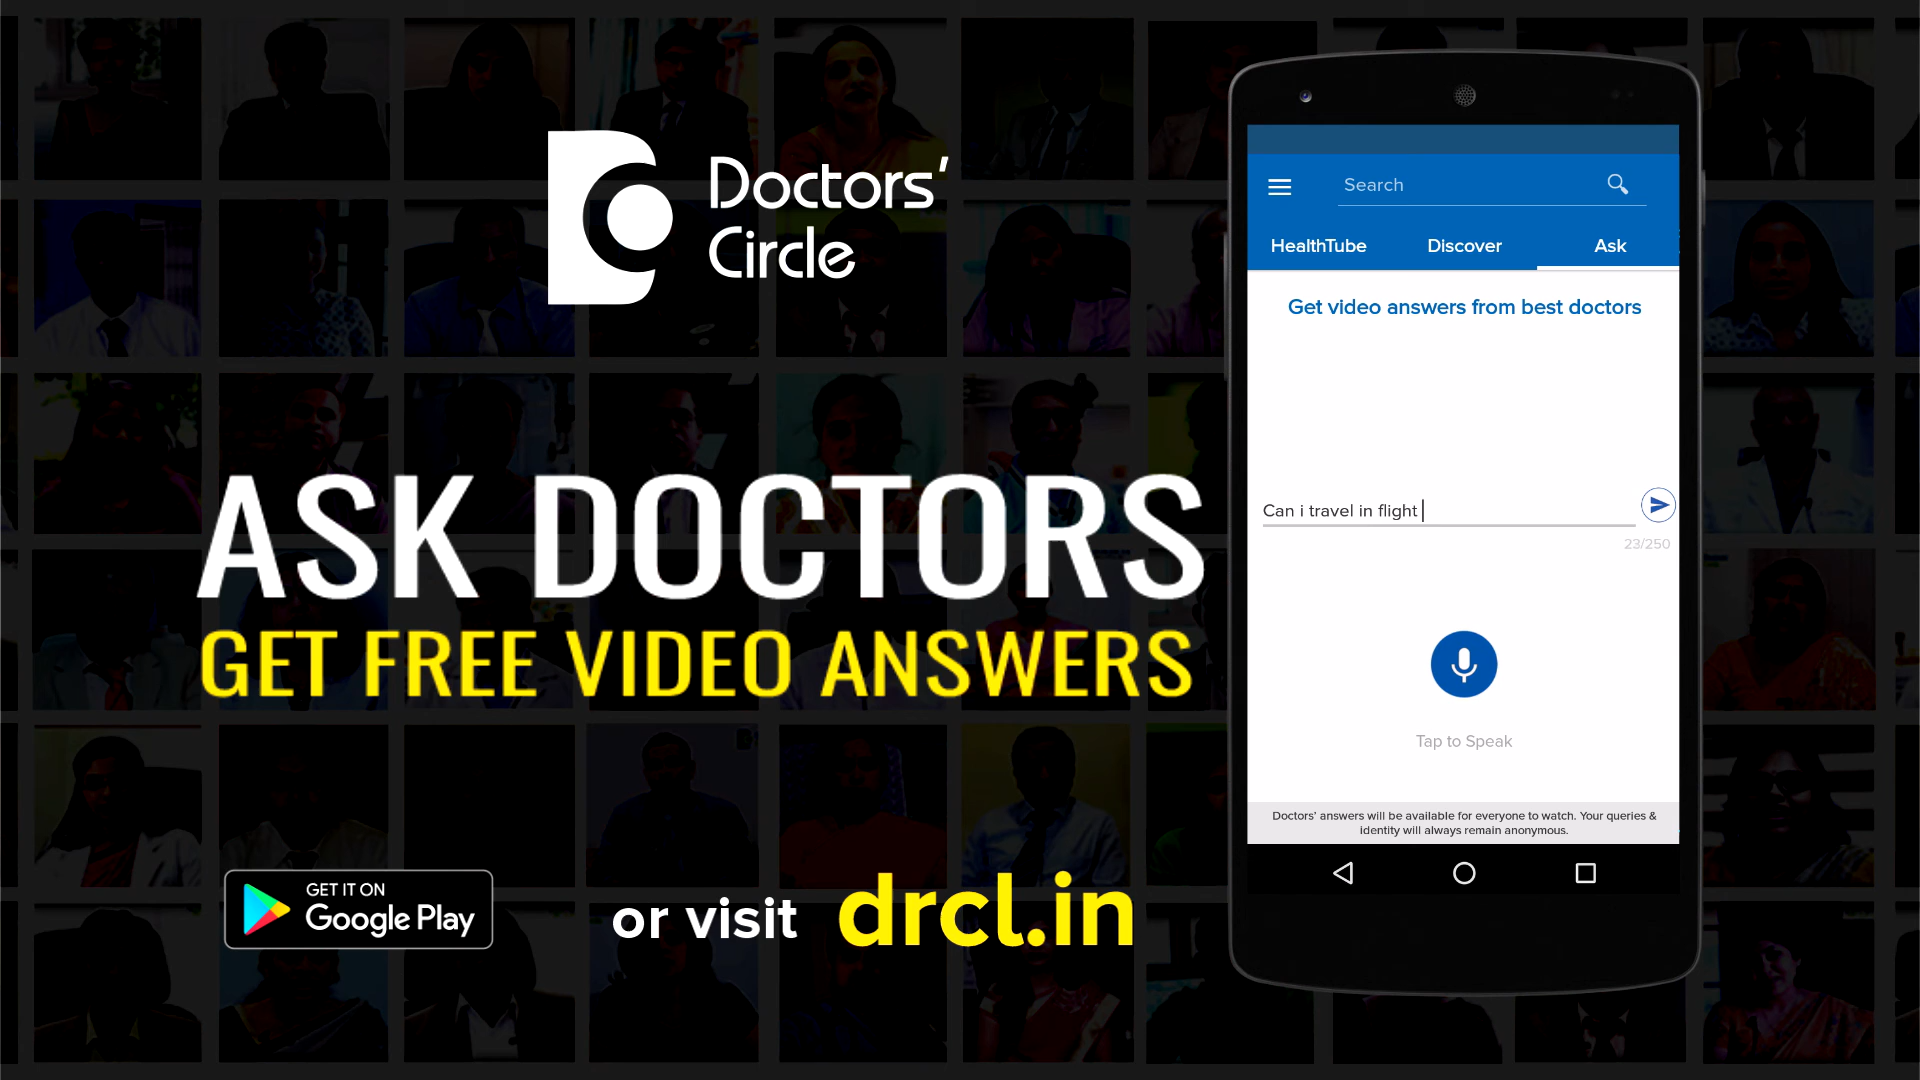 Doctors'
Circle
ASK DOCTORS
GET FREE VIDEO ANSWERS
GET IT ON
Google Play
or visit drcl.in
Search
HealthTube Discover Ask
Get video answers from best doctors
Can i travel in flight
23/250
Tap to Speak
Doctors' answers will be available for everyone to watch. Your queries &
identity will always remain anonymous.